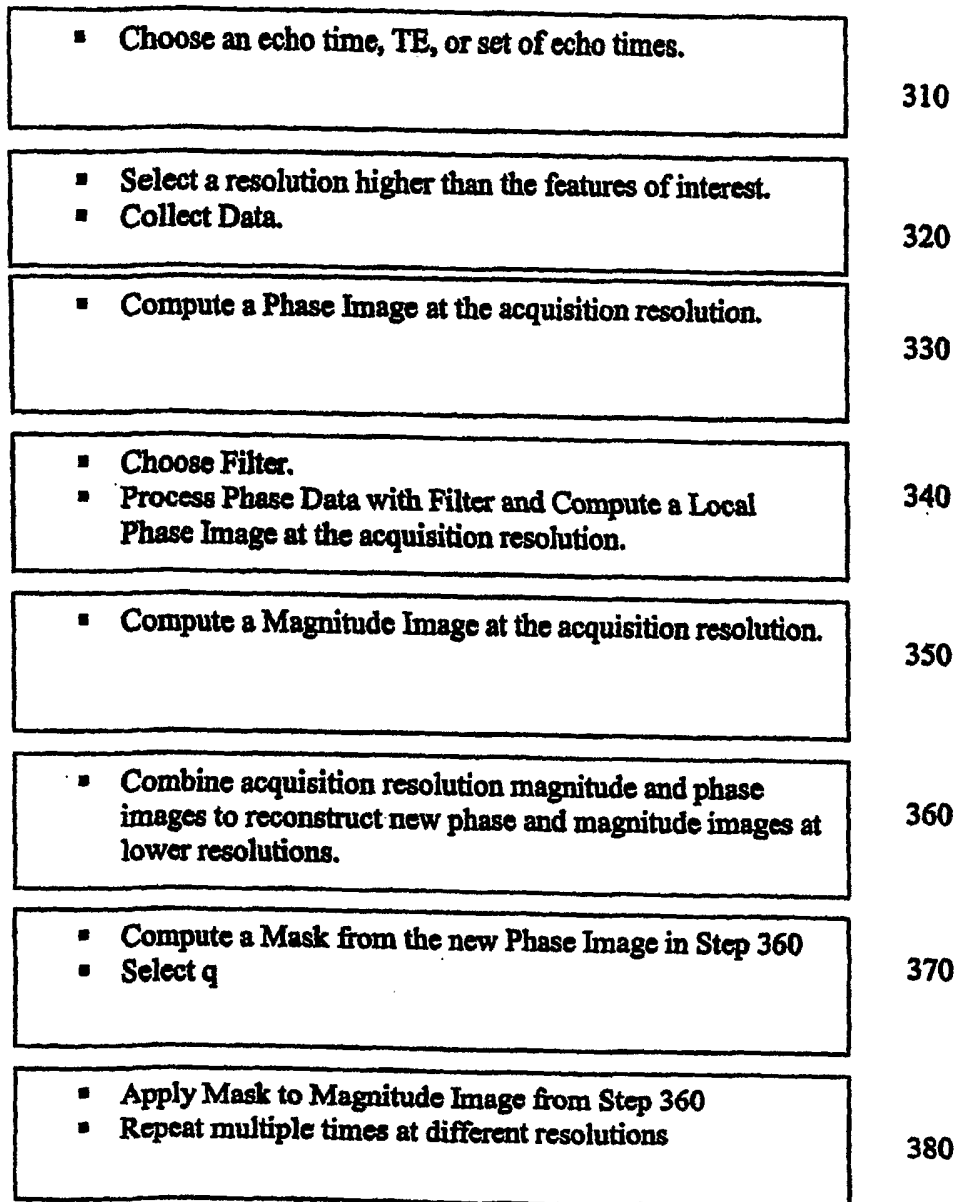 ▪ Choose an echo time, TE, or set of echo times.
310
▪ Select a resolution higher than the features of interest.
▪ Collect Data.
320
▪ Compute a Phase Image at the acquisition resolution.
330
▪ Choose Filter.
▪ Process Phase Data with Filter and Compute a Local
Phase Image at the acquisition resolution.
340
▪ Compute a Magnitude Image at the acquisition resolution.
350
▪ Combine acquisition resolution magnitude and phase
images to reconstruct new phase and magnitude images at
lower resolutions.
360
▪ Compute a Mask from the new Phase Image in Step 360
▪ Select q
370
▪ Apply Mask to Magnitude Image from Step 360
▪ Repeat multiple times at different resolutions
380